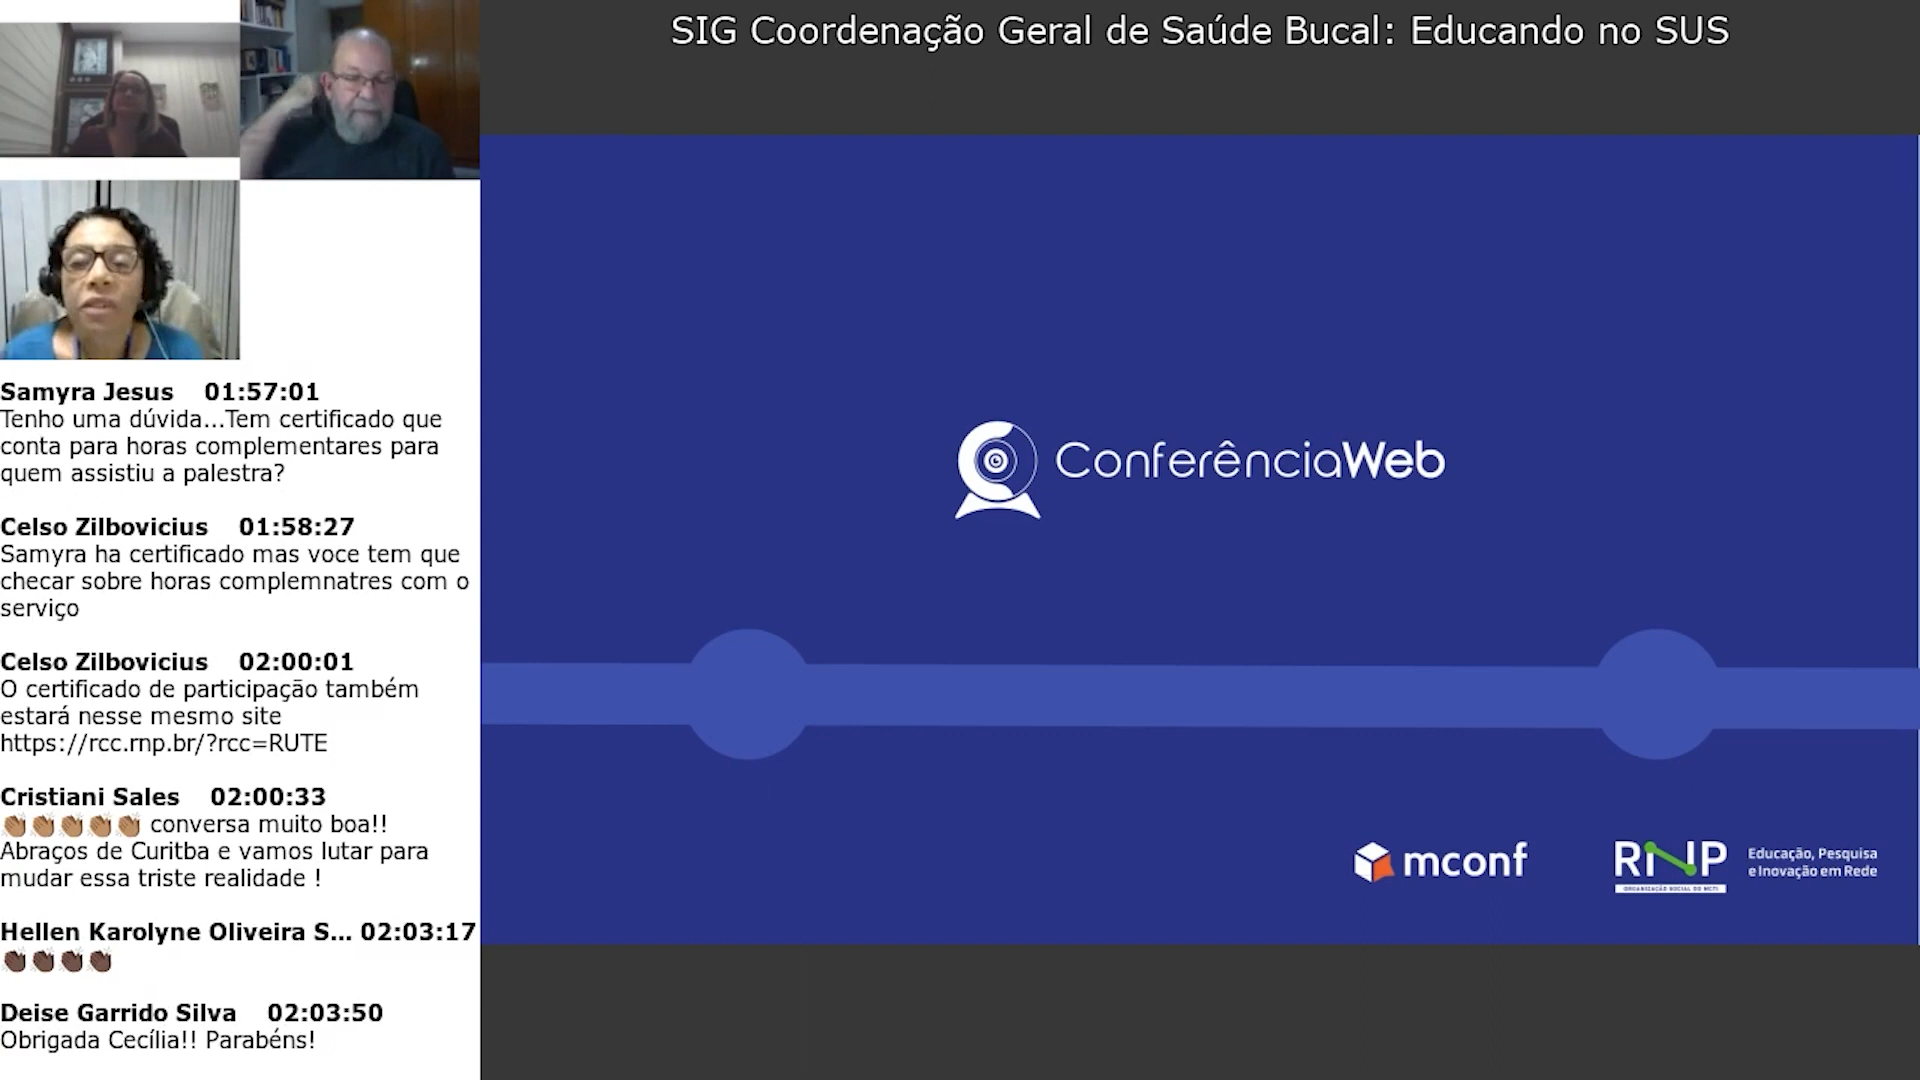 SIG Coordenação Geral de Saúde Bucal: Educando no SUS
Samyra Jesus 01:57:01
Tenho uma dúvida...Tem certificado que
conta para horas complementares para
quem assistiu a palestra?
Celso Zilbovicius 01:58:27
Samyra ha certificado mas voce tem que
checar sobre horas complemnatres com o
serviço
Celso Zilbovicius 02:00:01
O certificado de participação também
estará nesse mesmo site
https://rcc.rnp.br/?rcc=RUTE
Cristiani Sales 02:00:33
👏🏽👏🏽👏🏽👏🏽👏🏽 conversa muito boa!!
Abraços de Curitba e vamos lutar para
mudar essa triste realidade !
Hellen Karolyne Oliveira S... 02:03:17
👏🏿👏🏿👏🏿👏🏿
Deise Garrido Silva 02:03:50
Obrigada Cecília!! Parabéns!
ConferênciaWeb
mconf
RNP
ORGANIZAÇÃO SOCIAL DO MCTI
Educação, Pesquisa
e Inovação em Rede